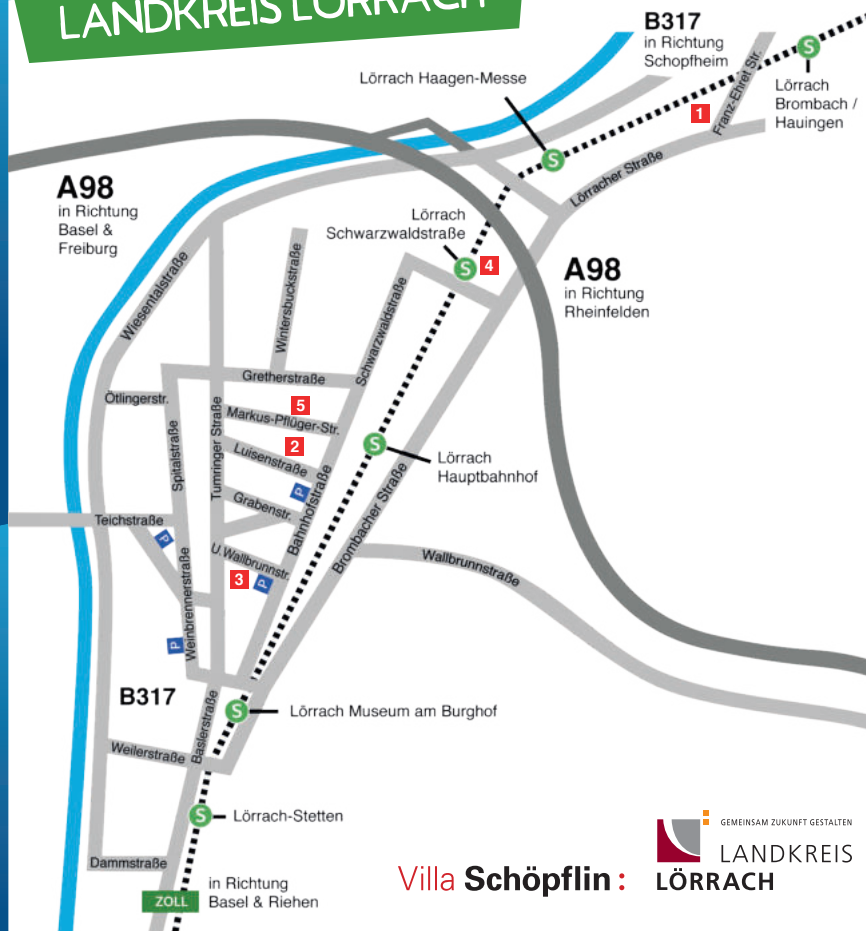 LANDKREIS LÖRRACH
B317
in Richtung
Schopfheim
Lörrach Haagen-Messe
S
Franz-Ehret Str.
Lörrach
Brombach /
Hauingen
1
S
Lörracher Straße
A98
in Richtung
Basel &
Freiburg
Lörrach
Schwarzwaldstraße
S
4
A98
in Richtung
Rheinfelden
Wiesentalstraße
Wintersbuckstraße
Schwarzwaldstraße
Gretherstraße
Ötlingerstr.
5
Markus-Pflüger-Str.
Tumringer Straße
Spitalstraße
2
Luisenstraße
S
Lörrach
Hauptbahnhof
P
Grabenstr.
Bahnhofstraße
Brombacher Straße
Teichstraße
P
U.Wallbrunnstr.
Wallbrunnstraße
3
P
Weinbrennerstraße
P
B317
Baslerstraße
S
Lörrach Museum am Burghof
Weilerstraße
S
Lörrach-Stetten
Dammstraße
ZOLL
in Richtung
Basel & Riehen
Villa Schöpflin :
GEMEINSAM ZUKUNFT GESTALTEN
LANDKREIS
LÖRRACH